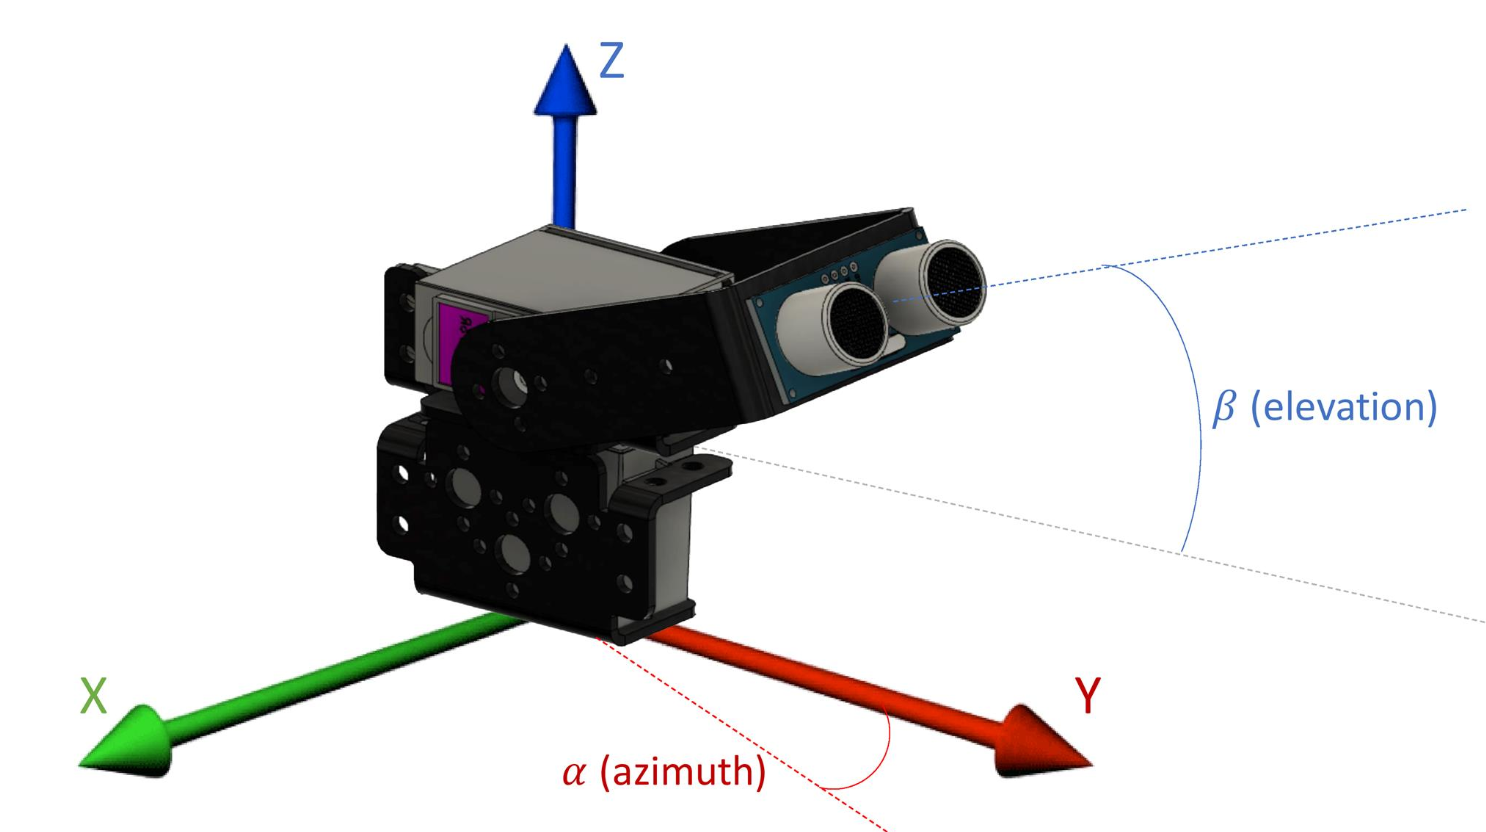 Z
β (elevation)
X
Y
α (azimuth)